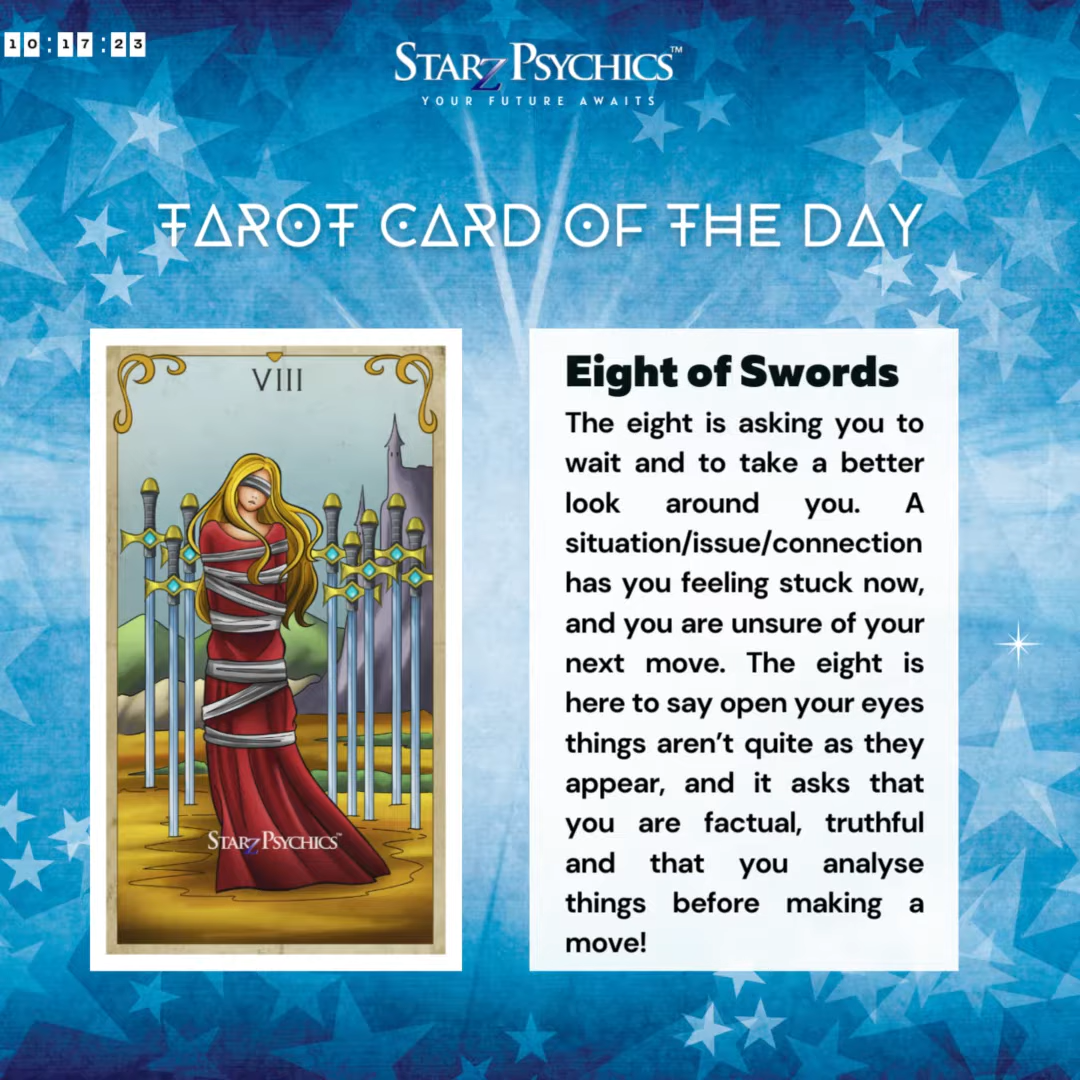 10:17:23
STARZ PSYCHICS™
YOUR FUTURE AWAITS
TAROT CARD OF THE DAY
VIII
STARZ PSYCHICS™
Eight of Swords
The eight is asking you to
wait and to take a better
look around you. A
situation/issue/connection
has you feeling stuck now,
and you are unsure of your
next move. The eight is
here to say open your eyes
things aren’t quite as they
appear, and it asks that
you are factual, truthful
and that you analyse
things before making a
move!